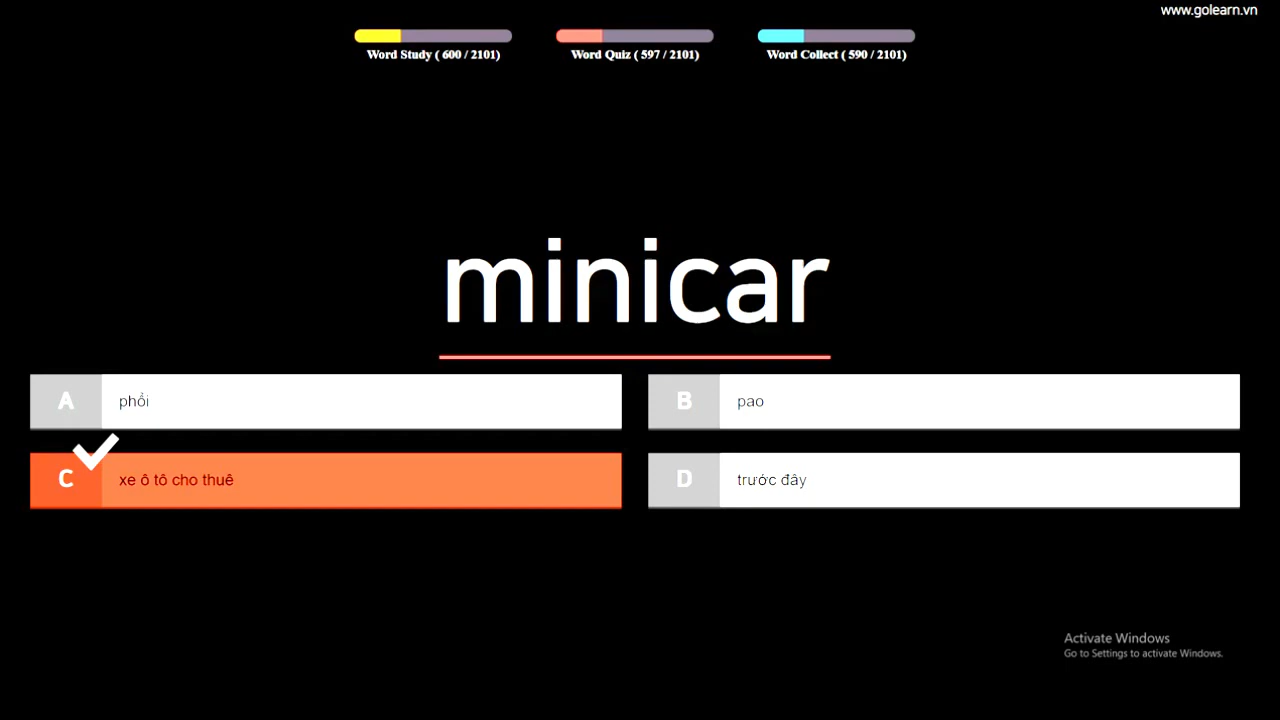 www.golearn.vn
Word Study ( 600 / 2101)
Word Quiz ( 597 / 2101)
Word Collect ( 590 / 2101)
minicar
A phổi
B pao
C xe ô tô cho thuê
D trước đây
Activate Windows
Go to Settings to activate Windows.